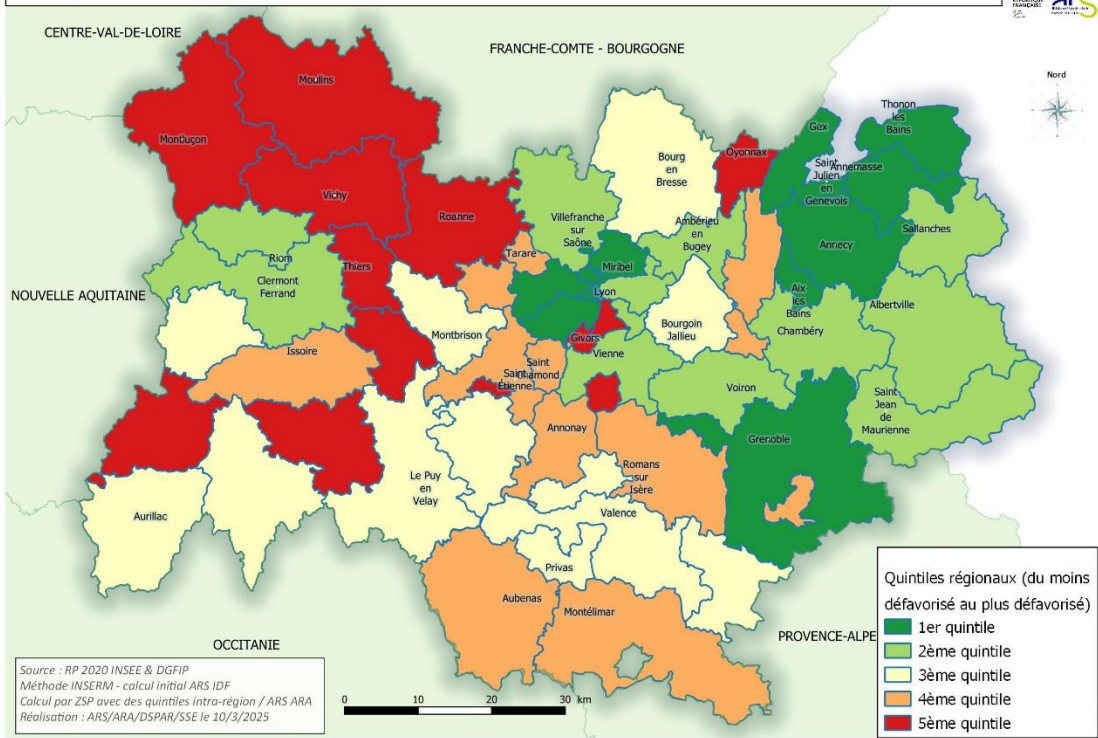 RÉPUBLIQUE
FRANÇAISE
CENTRE-VAL-DE-LOIRE
FRANCHE-COMTE - BOURGOGNE
Nord
Moulins
Montluçon
Vichy
Roanne
Bourg
en
Bresse
Oyonnax
Gex
Thonon
les
Bains
Annemasse
Saint
Julien
en
Genevois
Villefranche
sur
Saône
Ambérieu
en
Bugey
Annecy
Sallanches
Tarare
Miribel
Riom
Clermont
Ferrand
Thiers
NOUVELLE AQUITAINE
Lyon
Aix
les
Bains
Albertville
Chambéry
Montbrison
Bourgoin
Jallieu
Givors
Vienne
Issoire
Saint
Chamond
Saint
Étienne
Voiron
Saint
Jean
de
Maurienne
Annonay
Grenoble
Le Puy
en
Velay
Romans
sur
Isère
Aurillac
Valence
Privas
Aubenas
Montélimar
OCCITANIE
PROVENCE-ALPE
Quintiles régionaux (du moins
défavorisé au plus défavorisé)
1er quintile
2ème quintile
3ème quintile
4ème quintile
5ème quintile
Source : RP 2020 INSEE & DGFIP
Méthode INSERM - calcul initial ARS IDF
Calcul par ZSP avec des quintiles intra-région / ARS ARA
Réalisation : ARS/ARA/DSPAR/SSE le 10/3/2025
0 10 20 30 km